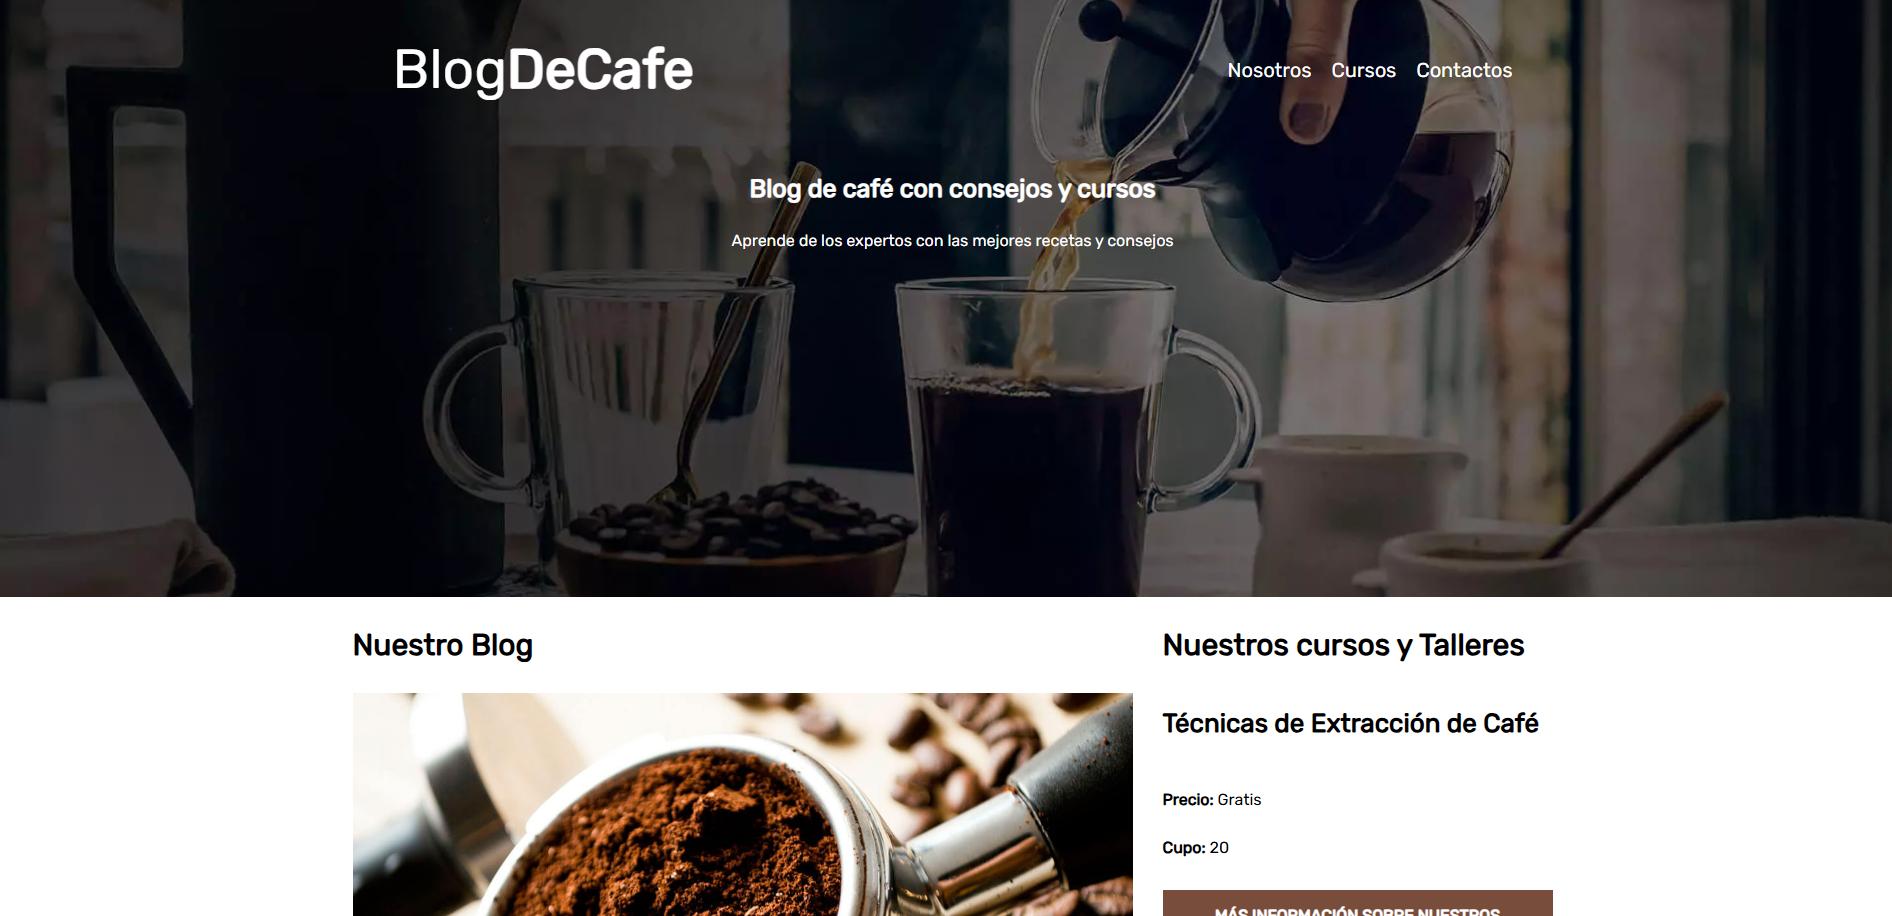 BlogDeCafe
Nosotros Cursos Contactos
Blog de café con consejos y cursos
Aprende de los expertos con las mejores recetas y consejos
Nuestro Blog
Nuestros cursos y Talleres
Técnicas de Extracción de Café
Precio: Gratis
Cupo: 20
MÁS INFORMACIÓN SOBRE NUESTROS